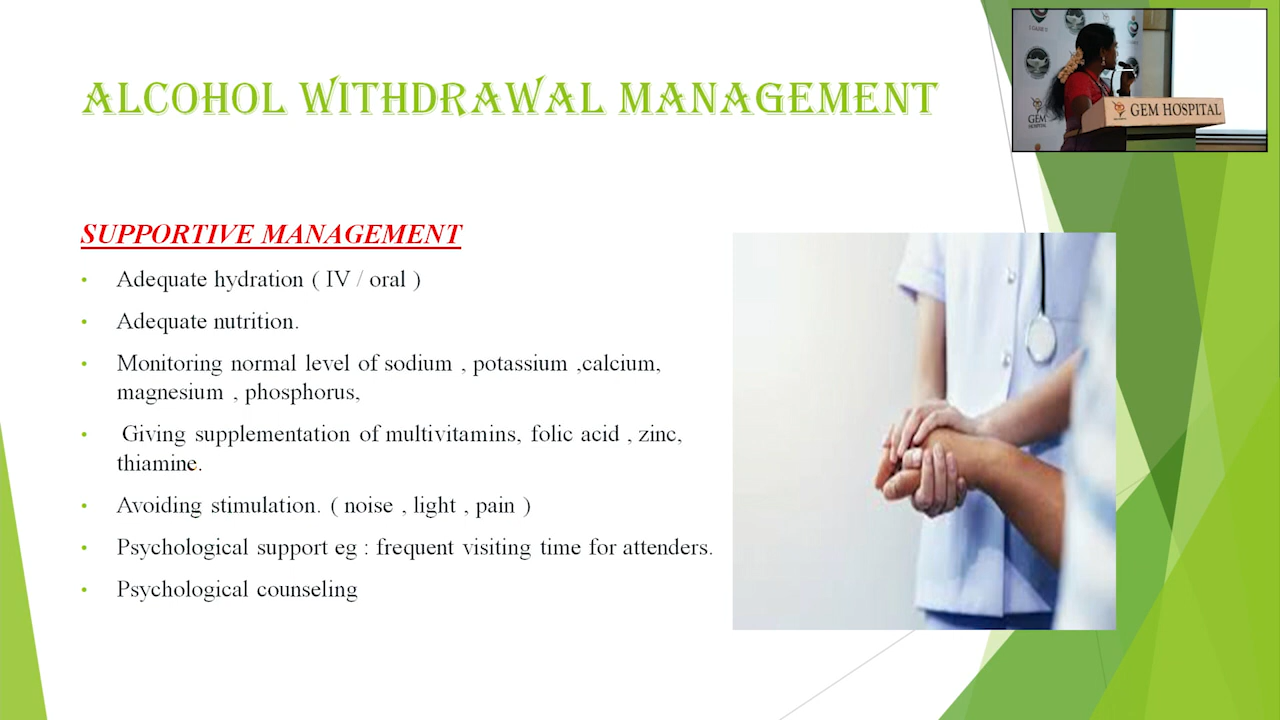 ALCOHOL WITHDRAWAL MANAGEMENT
SUPPORTIVE MANAGEMENT
• Adequate hydration ( IV / oral )
• Adequate nutrition.
• Monitoring normal level of sodium , potassium ,calcium,
magnesium , phosphorus,
• Giving supplementation of multivitamins, folic acid , zinc,
thiamine.
• Avoiding stimulation. ( noise , light , pain )
• Psychological support eg : frequent visiting time for attenders.
• Psychological counseling
GEM
HOSPITAL
GEM HOSPITAL